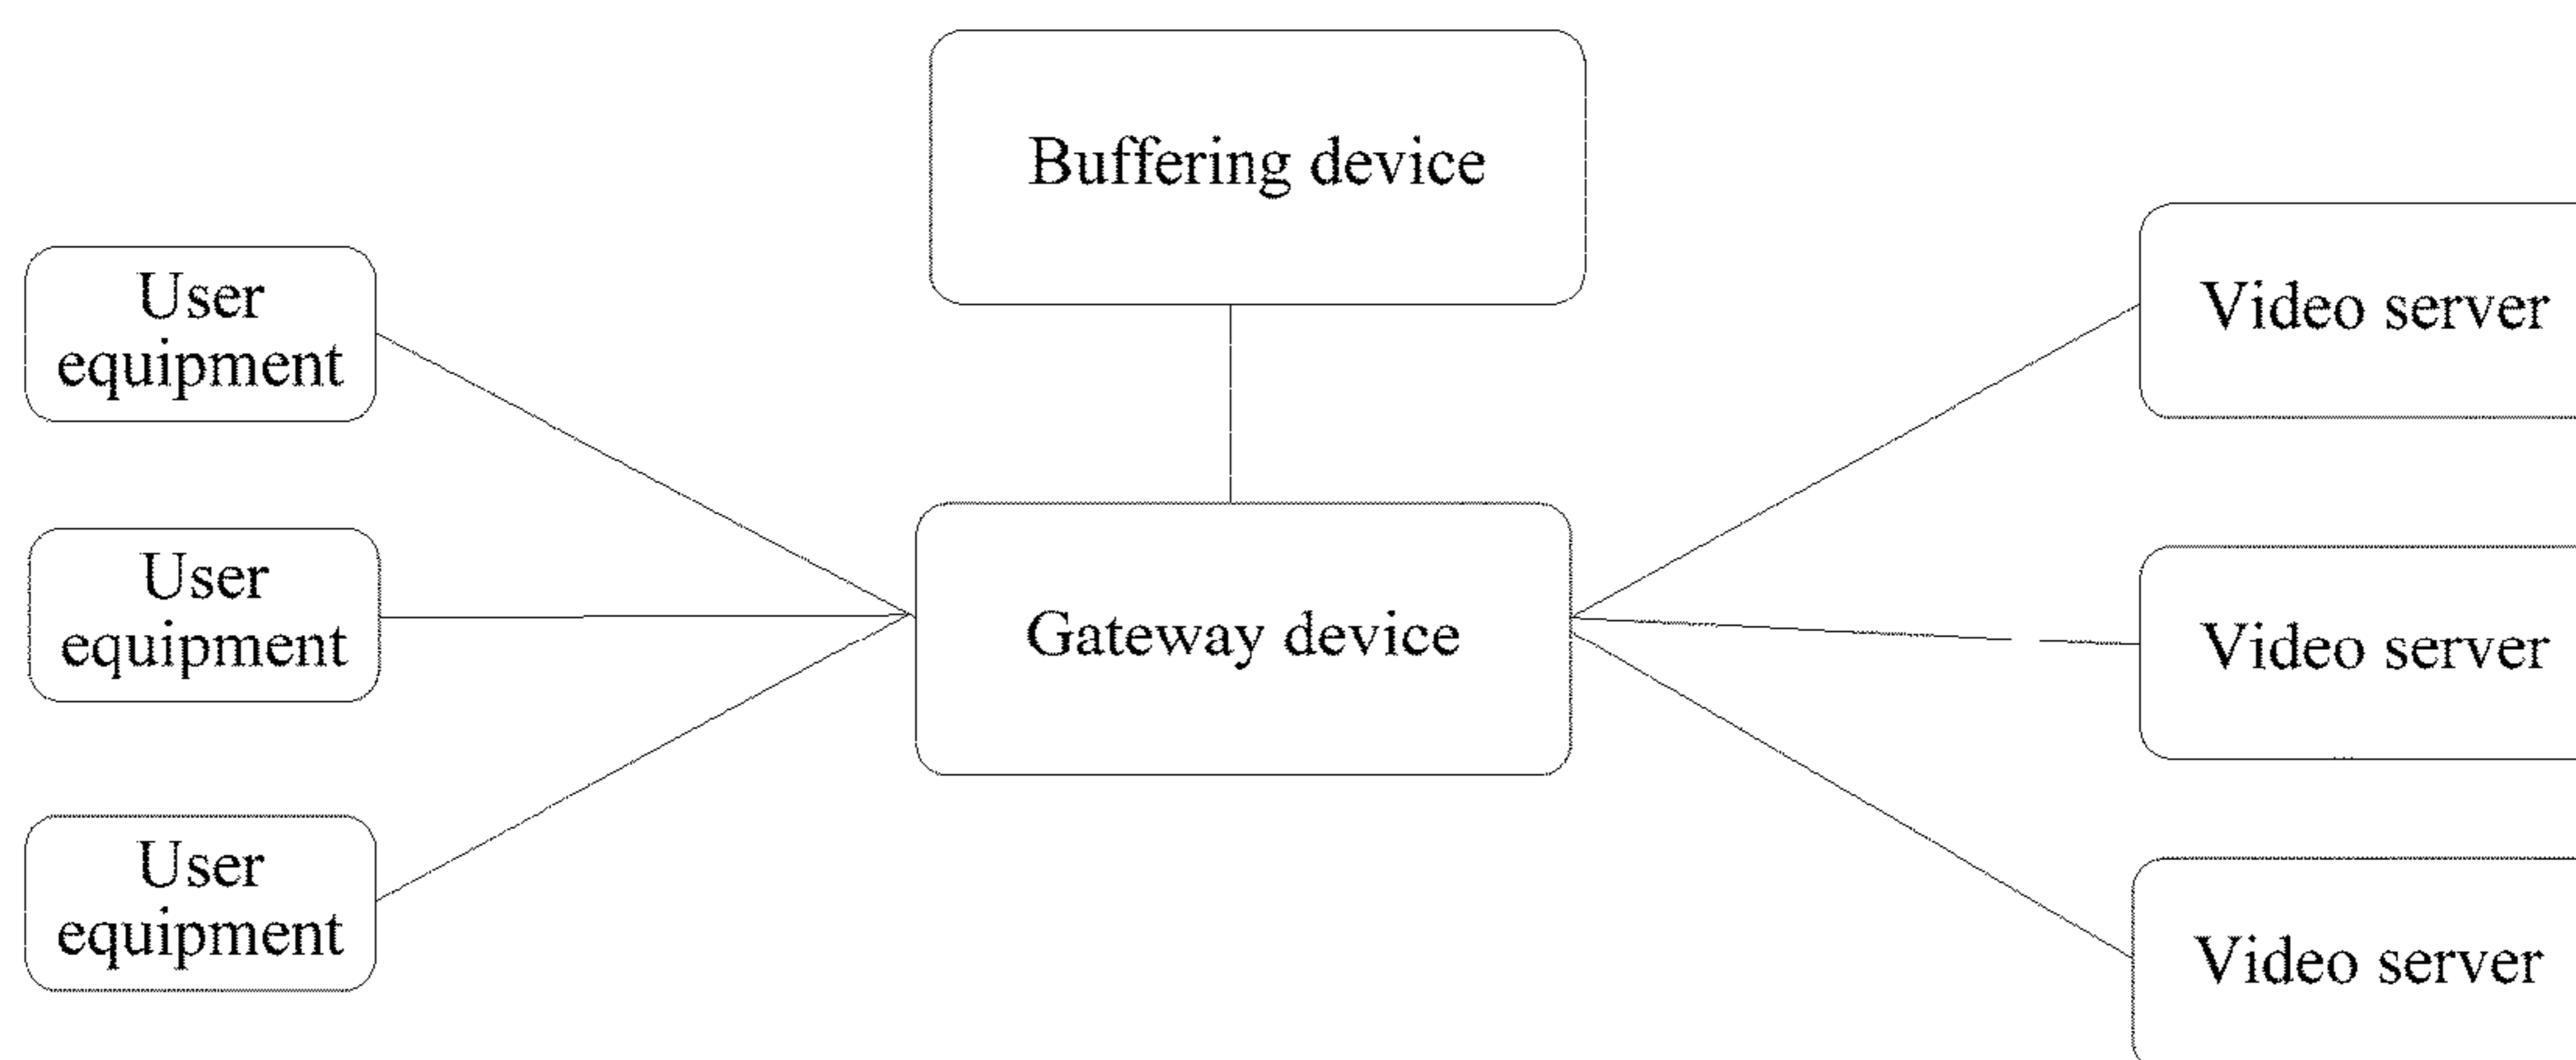 Buffering device
User
equipment
Video server
User
equipment
Gateway device
Video server
User
equipment
Video server